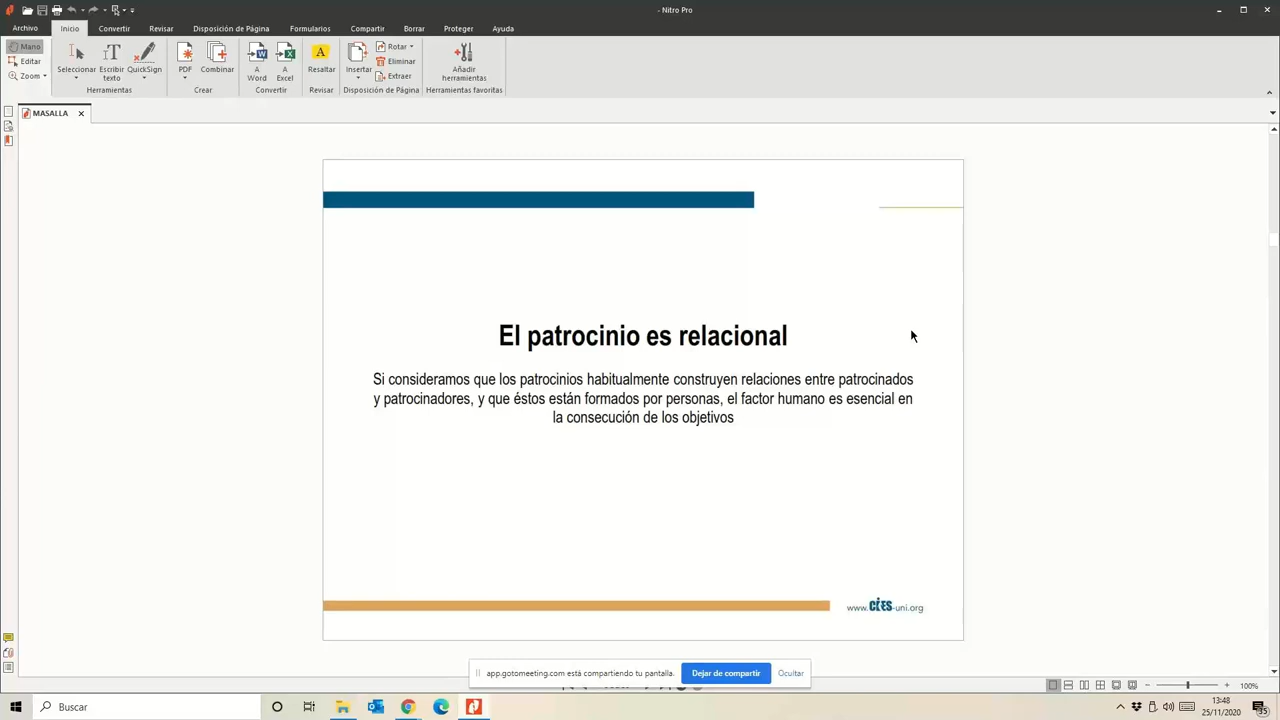 - Nitro Pro
Archivo Inicio Convertir Revisar Disposición de Página Formularios Compartir Borrar Proteger Ayuda
Mano
Editar
Zoom
Seleccionar
Escribir texto
QuickSign
Herramientas
PDF
Combinar
Crear
A Word
A Excel
Convertir
A
Resaltar
Revisar
Insertar
Rotar
Eliminar
Extraer
Disposición de Página
Añadir herramientas
Herramientas favoritas
MASALLA
El patrocinio es relacional
Si consideramos que los patrocinios habitualmente construyen relaciones entre patrocinados
y patrocinadores, y que éstos están formados por personas, el factor humano es esencial en
la consecución de los objetivos
www.CIES-uni.org
app.gotomeeting.com está compartiendo tu pantalla. Dejar de compartir Ocultar
100%
Buscar
13:48
25/11/2020